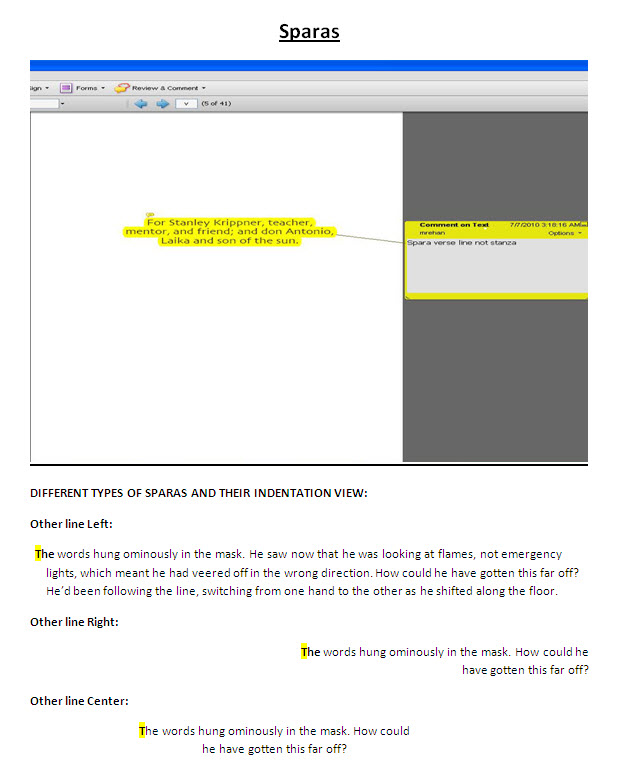 Sparas
ign
Forms
Review & Comment
(5 of 41)
For Stanley Krippner, teacher,
mentor, and friend; and don Antonio,
Laika and son of the sun.
Comment on Text 7/7/2010 3:18:16 AM
mrehan Options
Spara verse line not stanza
DIFFERENT TYPES OF SPARAS AND THEIR INDENTATION VIEW:
Other line Left:
The words hung ominously in the mask. He saw now that he was looking at flames, not emergency
lights, which meant he had veered off in the wrong direction. How could he have gotten this far off?
He’d been following the line, switching from one hand to the other as he shifted along the floor.
Other line Right:
The words hung ominously in the mask. How could he
have gotten this far off?
Other line Center:
The words hung ominously in the mask. How could
he have gotten this far off?